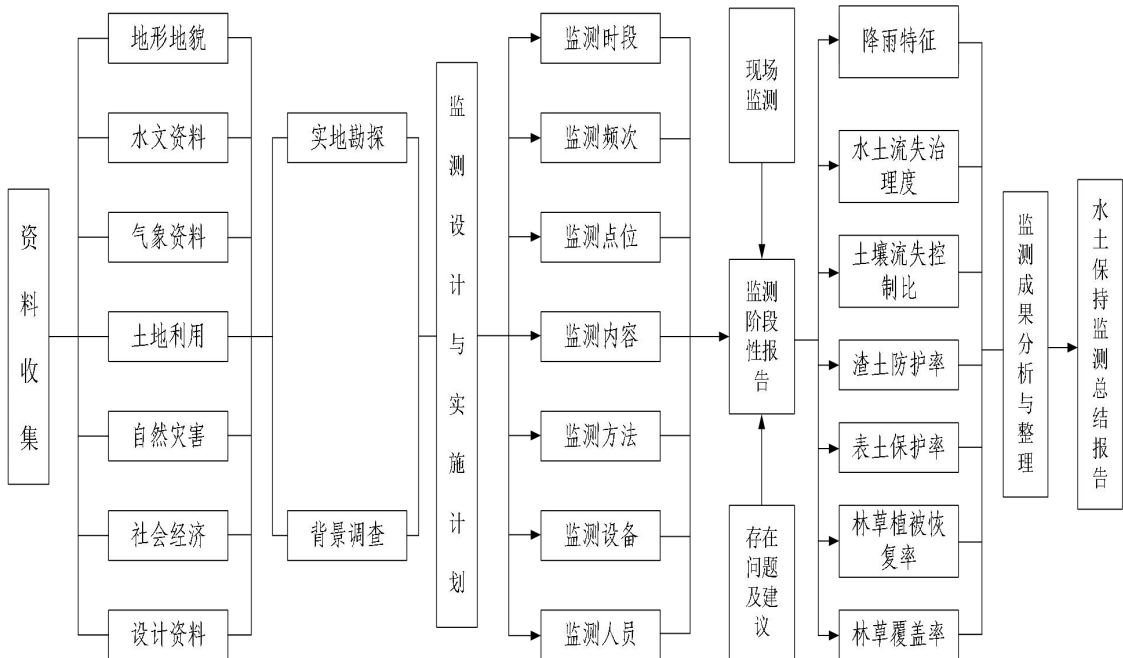 资料收集
地形地貌
水文资料
气象资料
土地利用
自然灾害
社会经济
设计资料
实地勘探
背景调查
监测设计与实施计划
监测时段
监测频次
监测点位
监测内容
监测方法
监测设备
监测人员
现场
监测
监测
阶段
性报
告
存在
问题
及建
议
降雨特征
水土流失治
理度
土壤流失控
制比
渣土防护率
表土保护率
林草植被恢
复率
林草覆盖率
监测成果分析与整理
水土保持监测总结报告